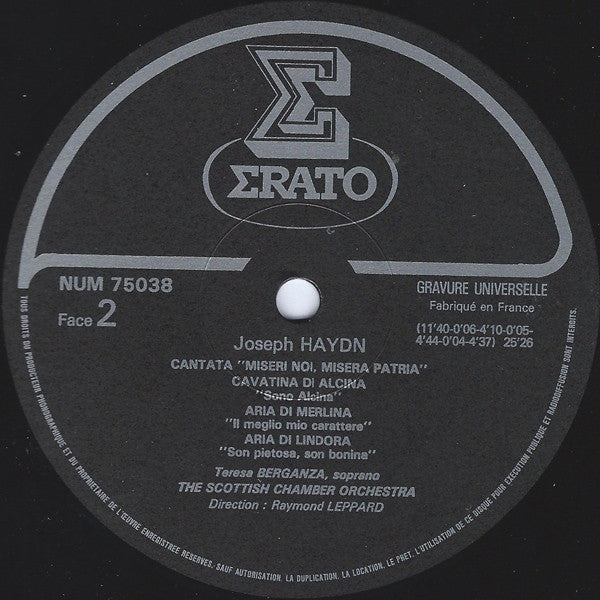 Σ
ΣRATO
NUM 75038
Face 2
GRAVURE UNIVERSELLE
Fabriqué en France
(11'40-0'06-4'10-0'05-
4'44-0'04-4'37) 25'26
Joseph HAYDN
CANTATA "MISERI NOI, MISERA PATRIA"
CAVATINA DI ALCINA
"Sono Alcina"
ARIA DI MERLINA
"Il meglio mio carattere"
ARIA DI LINDORA
"Son pietosa, son bonina"
Teresa BERGANZA, soprano
THE SCOTTISH CHAMBER ORCHESTRA
Direction : Raymond LEPPARD
TOUS DROITS DU PRODUCTEUR PHONOGRAPHIQUE ET DU PROPRIETAIRE DE L'ŒUVRE ENREGISTREE RESERVES, SAUF AUTORISATION. LA DUPLICATION, LA LOCATION, LE PRET, L'UTILISATION DE CE DISQUE POUR EXECUTION PUBLIQUE ET RADIODIFFUSION SONT INTERDITS.